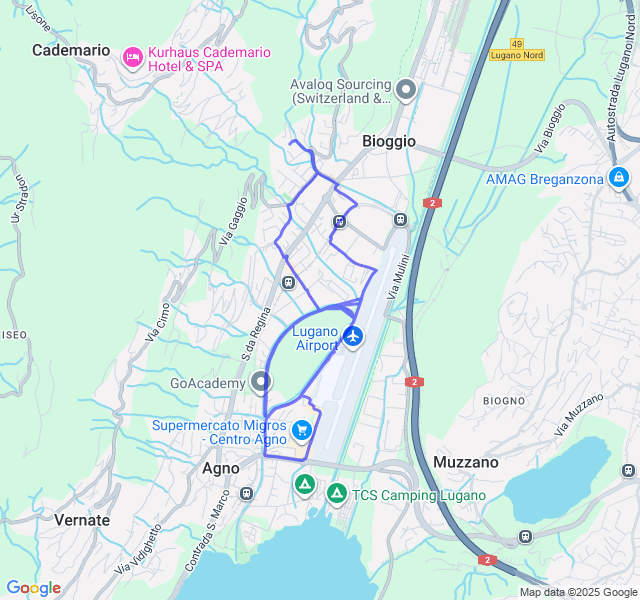 Lisone
Cademario
Kurhaus Cademario
Hotel & SPA
49
Lugano Nord
Autostrada Lugano Nord
Avaloq Sourcing
(Switzerland &…
Bioggio
Via Bioggio
AMAG Breganzona
2
Ur Stradon
Via Gaggio
Via Mulini
Via Cimo
ISEO
S.da Regina
Lugano
Airport
GoAcademy
2
BIOGNO
Via Muzzano
Supermercato Migros
- Centro Agno
Agno
Muzzano
TCS Camping Lugano
Vernate
Via Vidighetto
Contrada S. Marco
2
Google
Map data ©2025 Google